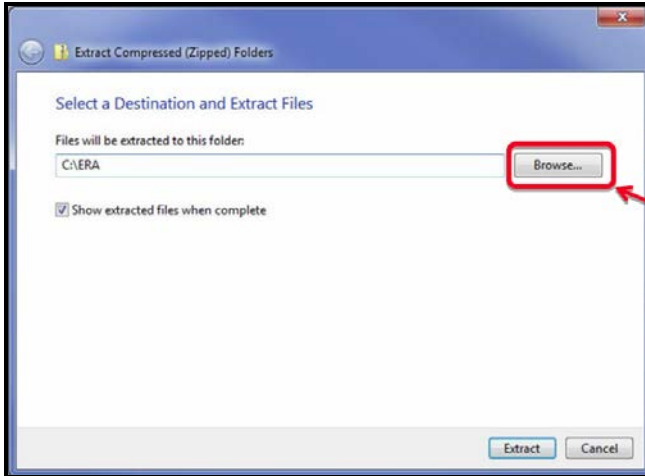 Extract Compressed (Zipped) Folders
Select a Destination and Extract Files
Files will be extracted to this folder:
C:\ERA
Browse...
Show extracted files when complete
Extract Cancel